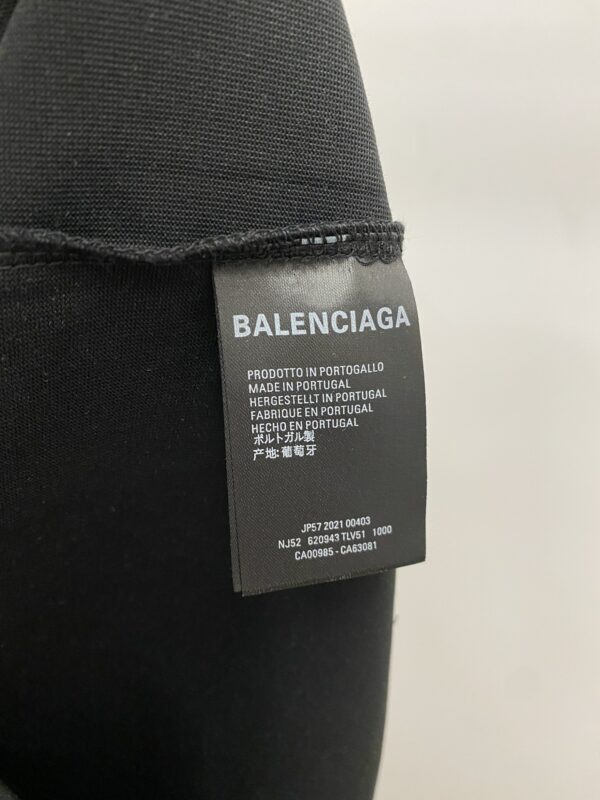 BALENCIAGA
PRODOTTO IN PORTOGALLO
MADE IN PORTUGAL
HERGESTELLT IN PORTUGAL
FABRIQUE EN PORTUGAL
HECHO EN PORTUGAL
ポルトガル製
产地:葡萄牙
JP57 2021 00403
NJ52 620943 TLV51 1000
CA00985 - CA63081